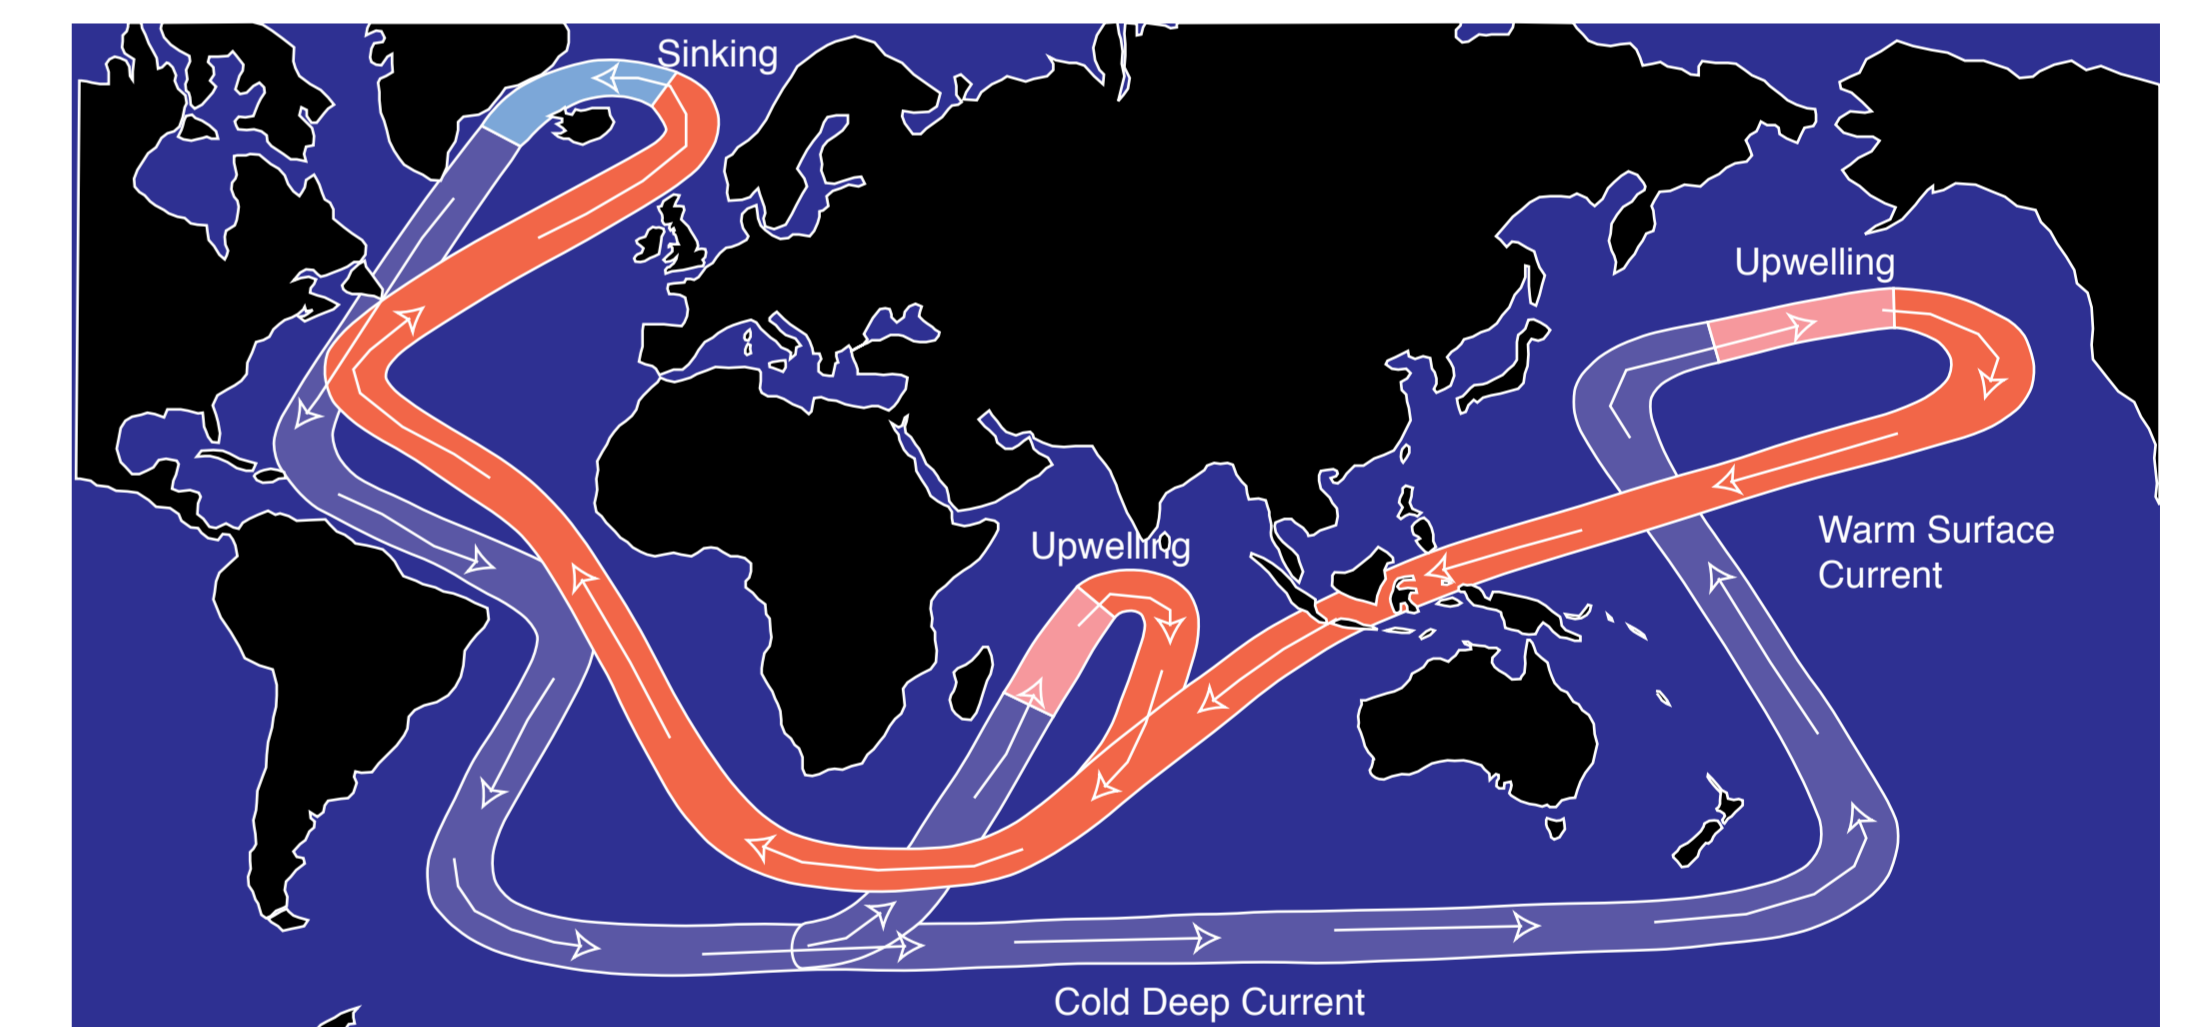 Sinking
Upwelling
Warm Surface
Current
Upwelling
Cold Deep Current